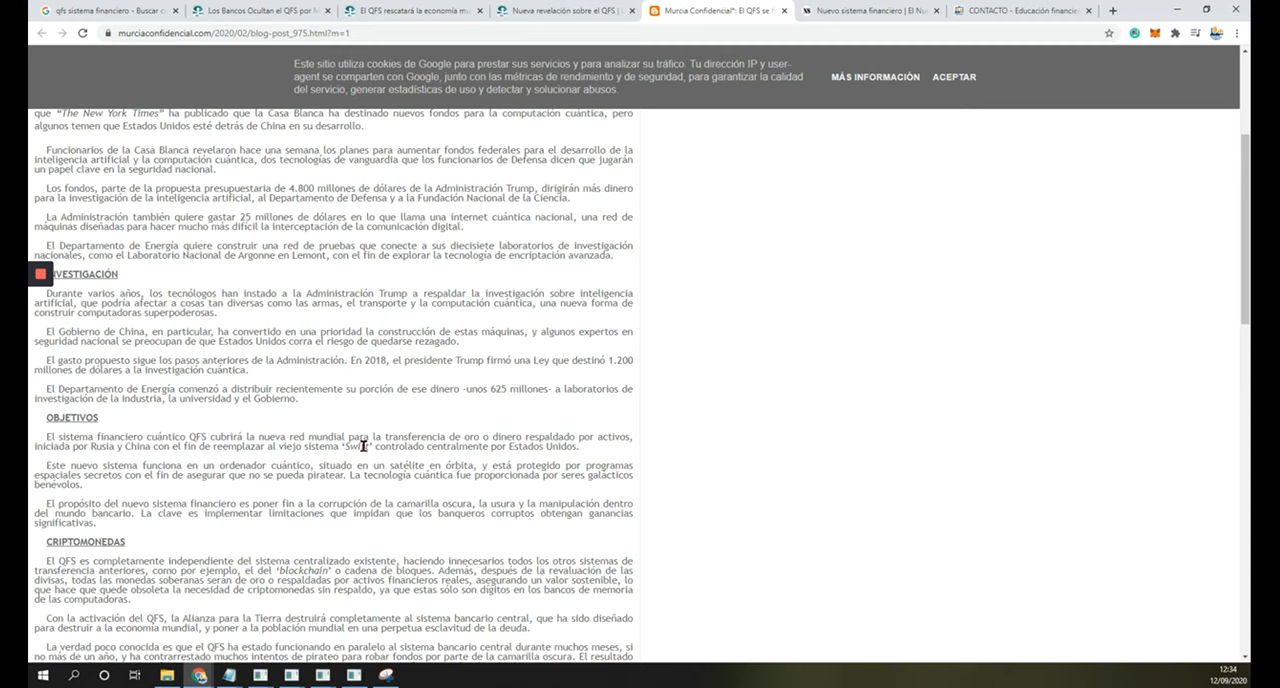 qfs sistema financiero - Buscar c
Los Bancos Ocultan el QFS por M
El QFS rescatará la economía mu
Nueva revelación sobre el QFS | L
Murcia Confidencial*: El QFS se
Nuevo sistema financiero | El Nu
CONTACTO - Educación financie
murciaconfidencial.com/2020/02/blog-post_975.html?m=1
Este sitio utiliza cookies de Google para prestar sus servicios y para analizar su tráfico. Tu dirección IP y user-
agent se comparten con Google, junto con las métricas de rendimiento y de seguridad, para garantizar la calidad
del servicio, generar estadísticas de uso y detectar y solucionar abusos.
MÁS INFORMACIÓN
ACEPTAR
que “The New York Times” ha publicado que la Casa Blanca ha destinado nuevos fondos para la computación cuántica, pero
algunos temen que Estados Unidos esté detrás de China en su desarrollo.
Funcionarios de la Casa Blanca revelaron hace una semana los planes para aumentar fondos federales para el desarrollo de la
inteligencia artificial y la computación cuántica, dos tecnologías de vanguardia que los funcionarios de Defensa dicen que jugarán
un papel clave en la seguridad nacional.
Los fondos, parte de la propuesta presupuestaria de 4.800 millones de dólares de la Administración Trump, dirigirán más dinero
para la investigación de la inteligencia artificial, al Departamento de Defensa y a la Fundación Nacional de la Ciencia.
La Administración también quiere gastar 25 millones de dólares en lo que llama una internet cuántica nacional, una red de
máquinas diseñadas para hacer mucho más difícil la interceptación de la comunicación digital.
El Departamento de Energía quiere construir una red de pruebas que conecte a sus diecisiete laboratorios de investigación
nacionales, como el Laboratorio Nacional de Argonne en Lemont, con el fin de explorar la tecnología de encriptación avanzada.
NVESTIGACIÓN
Durante varios años, los tecnólogos han instado a la Administración Trump a respaldar la investigación sobre inteligencia
artificial, que podría afectar a cosas tan diversas como las armas, el transporte y la computación cuántica, una nueva forma de
construir computadoras superpoderosas.
El Gobierno de China, en particular, ha convertido en una prioridad la construcción de estas máquinas, y algunos expertos en
seguridad nacional se preocupan de que Estados Unidos corra el riesgo de quedarse rezagado.
El gasto propuesto sigue los pasos anteriores de la Administración. En 2018, el presidente Trump firmó una Ley que destinó 1.200
millones de dólares a la investigación cuántica.
El Departamento de Energía comenzó a distribuir recientemente su porción de ese dinero -unos 625 millones- a laboratorios de
investigación de la industria, la universidad y el Gobierno.
OBJETIVOS
El sistema financiero cuántico QFS cubrirá la nueva red mundial para la transferencia de oro o dinero respaldado por activos,
iniciada por Rusia y China con el fin de reemplazar al viejo sistema ‘Swift’ controlado centralmente por Estados Unidos.
Este nuevo sistema funciona en un ordenador cuántico, situado en un satélite en órbita, y está protegido por programas
espaciales secretos con el fin de asegurar que no se pueda piratear. La tecnología cuántica fue proporcionada por seres galácticos
benévolos.
El propósito del nuevo sistema financiero es poner fin a la corrupción de la camarilla oscura, la usura y la manipulación dentro
del mundo bancario. La clave es implementar limitaciones que impidan que los banqueros corruptos obtengan ganancias
significativas.
CRIPTOMONEDAS
El QFS es completamente independiente del sistema centralizado existente, haciendo innecesarios todos los otros sistemas de
transferencia anteriores, como por ejemplo, el del ‘blockchain’ o cadena de bloques. Además, después de la revaluación de las
divisas, todas las monedas soberanas serán de oro o respaldadas por activos financieros reales, asegurando un valor sostenible, lo
que hace que quede obsoleta la necesidad de criptomonedas sin respaldo, ya que estas sólo son dígitos en los bancos de memoria
de las computadoras.
Con la activación del QFS, la Alianza para la Tierra destruirá completamente al sistema bancario central, que ha sido diseñado
para destruir a la economía mundial, y poner a la población mundial en una perpetua esclavitud de la deuda.
La verdad poco conocida es que el QFS ha estado funcionando en paralelo al sistema bancario central durante muchos meses, si
no más de un año, y ha contrarrestado muchos intentos de pirateo para robar fondos por parte de la camarilla oscura. El resultado
12:34
12/09/2020